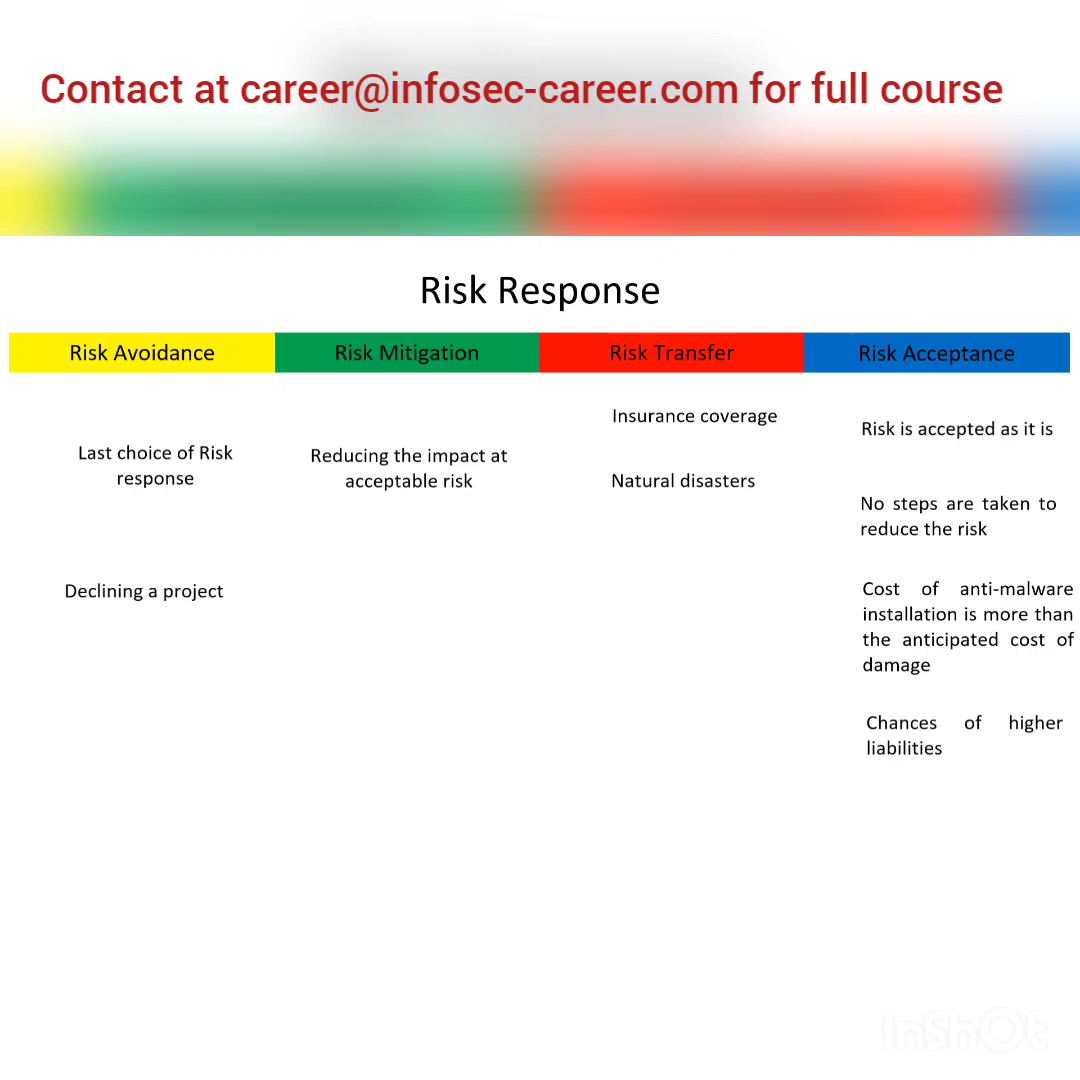 Contact at career@infosec-career.com for full course
Risk Response
Risk Avoidance
Risk Mitigation
Risk Transfer
Risk Acceptance
Last choice of Risk
response
Declining a project
Reducing the impact at
acceptable risk
Insurance coverage
Natural disasters
Risk is accepted as it is
No steps are taken to
reduce the risk
Cost of anti-malware
installation is more than
the anticipated cost of
damage
Chances of higher
liabilities
InShOt